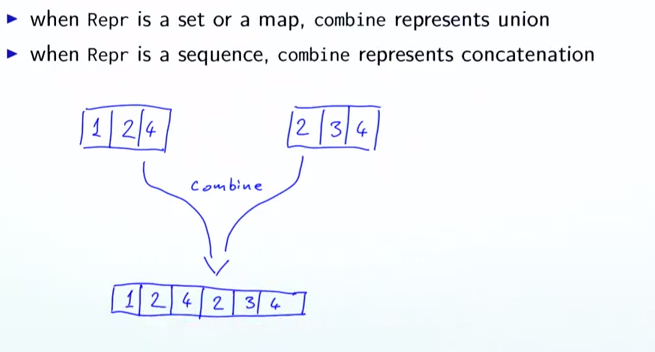 ▶ when Repr is a set or a map, combine represents union
▶ when Repr is a sequence, combine represents concatenation
1 2 4
2 3 4
Combine
1 2 4 2 3 4